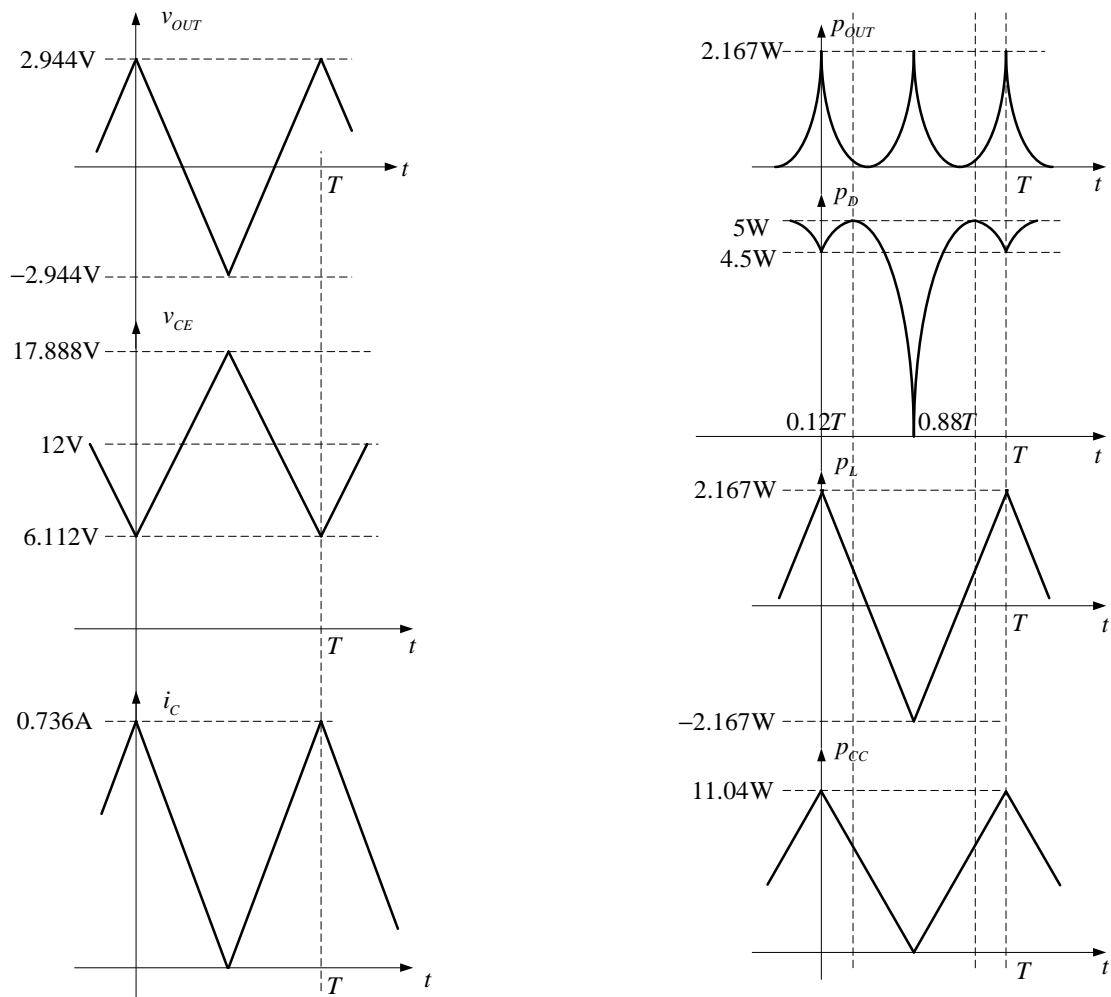 v_OUT
2.944V
t
T
−2.944V
v_CE
17.888V
12V
6.112V
T
t
i_C
0.736A
T
t
p_OUT
2.167W
T
t
p_D
5W
4.5W
0.12T
0.88T
T
t
p_L
2.167W
T
t
−2.167W
p_CC
11.04W
T
t